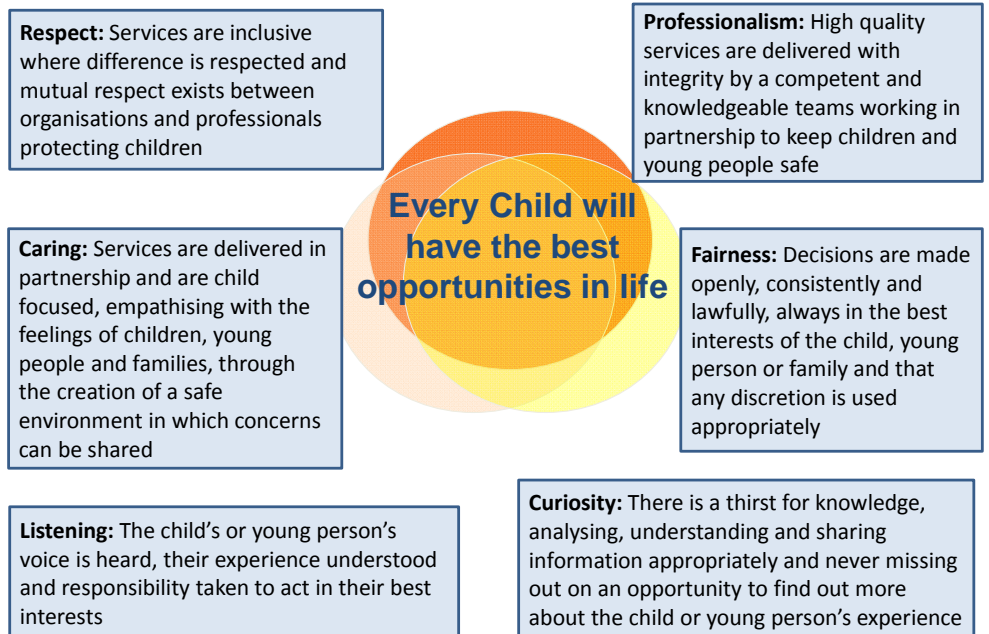 Respect: Services are inclusive
where difference is respected and
mutual respect exists between
organisations and professionals
protecting children
Professionalism: High quality
services are delivered with
integrity by a competent and
knowledgeable teams working in
partnership to keep children and
young people safe
Every Child will
have the best
opportunities in life
Caring: Services are delivered in
partnership and are child
focused, empathising with the
feelings of children, young
people and families, through
the creation of a safe
environment in which concerns
can be shared
Fairness: Decisions are made
openly, consistently and
lawfully, always in the best
interests of the child, young
person or family and that
any discretion is used
appropriately
Listening: The child’s or young person’s
voice is heard, their experience understood
and responsibility taken to act in their best
interests
Curiosity: There is a thirst for knowledge,
analysing, understanding and sharing
information appropriately and never missing
out on an opportunity to find out more
about the child or young person’s experience